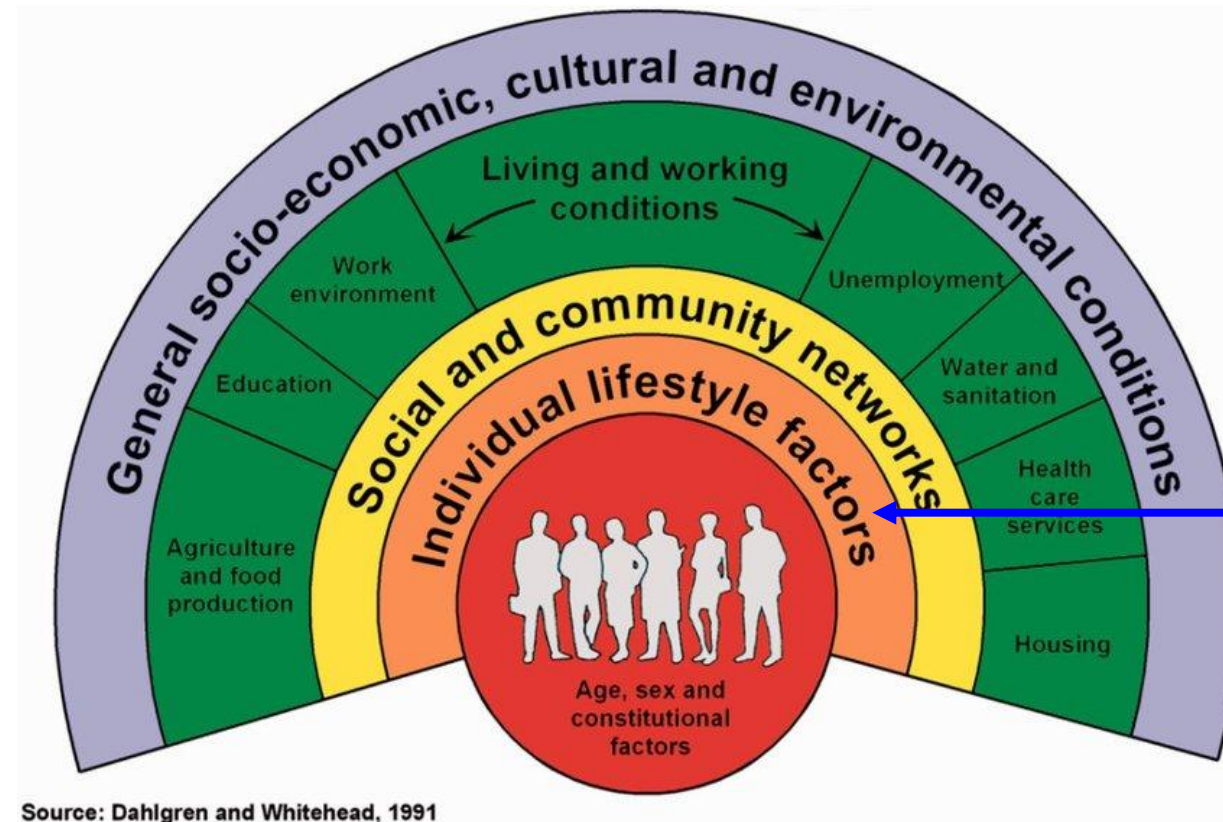 General socio-economic, cultural and environmental conditions
Living and working
conditions
Work
environment
Unemployment
Education
Water and
sanitation
Agriculture
and food
production
Health
care
services
Housing
Social and community networks
Individual lifestyle factors
Age, sex and
constitutional
factors
Source: Dahlgren and Whitehead, 1991